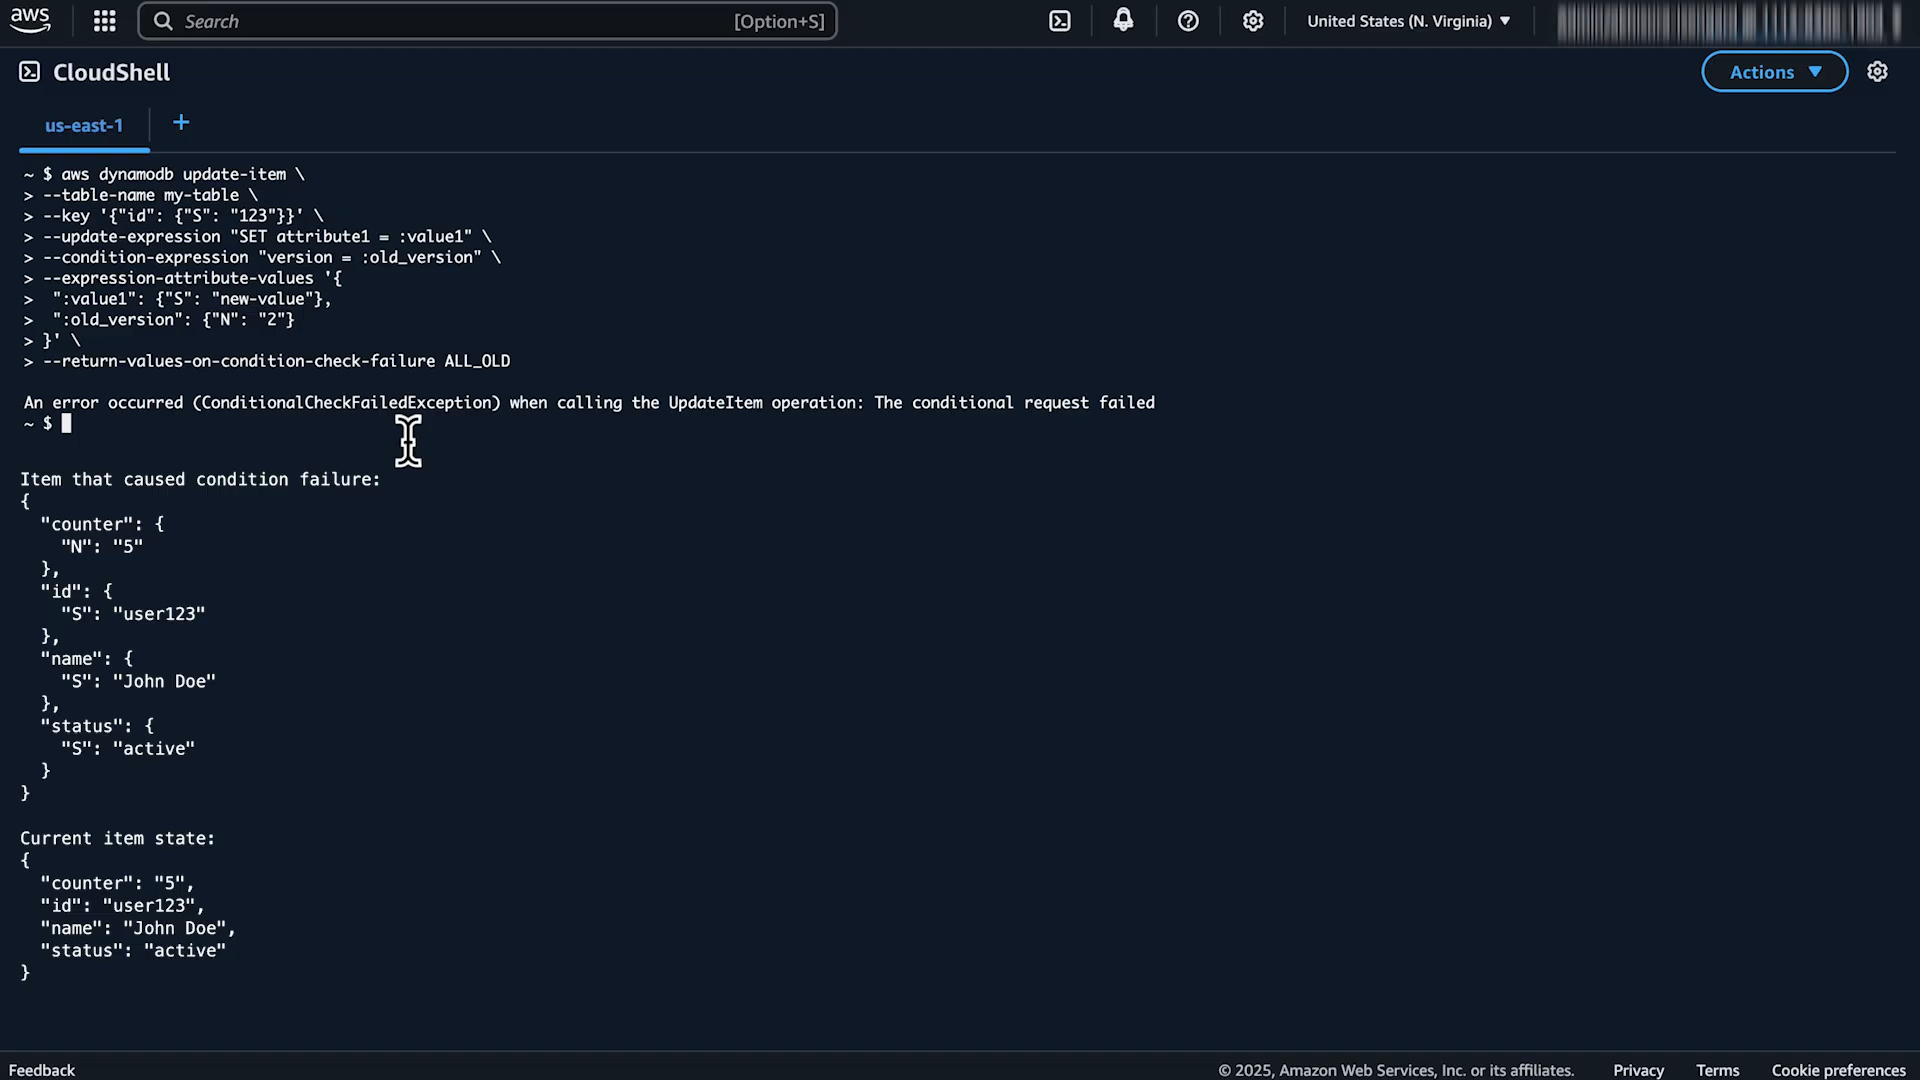 aws
Search [Option+S] United States (N. Virginia)
CloudShell
Actions
us-east-1 +
~ $ aws dynamodb update-item \
> --table-name my-table \
> --key '{"id": {"S": "123"}}' \
> --update-expression "SET attribute1 = :value1" \
> --condition-expression "version = :old_version" \
> --expression-attribute-values '{
> ":value1": {"S": "new-value"},
> ":old_version": {"N": "2"}
> }' \
> --return-values-on-condition-check-failure ALL_OLD
An error occurred (ConditionalCheckFailedException) when calling the UpdateItem operation: The conditional request failed
~ $
Item that caused condition failure:
{
"counter": {
"N": "5"
},
"id": {
"S": "user123"
},
"name": {
"S": "John Doe"
},
"status": {
"S": "active"
}
}
Current item state:
{
"counter": "5",
"id": "user123",
"name": "John Doe",
"status": "active"
}
Feedback © 2025, Amazon Web Services, Inc. or its affiliates. Privacy Terms Cookie preferences